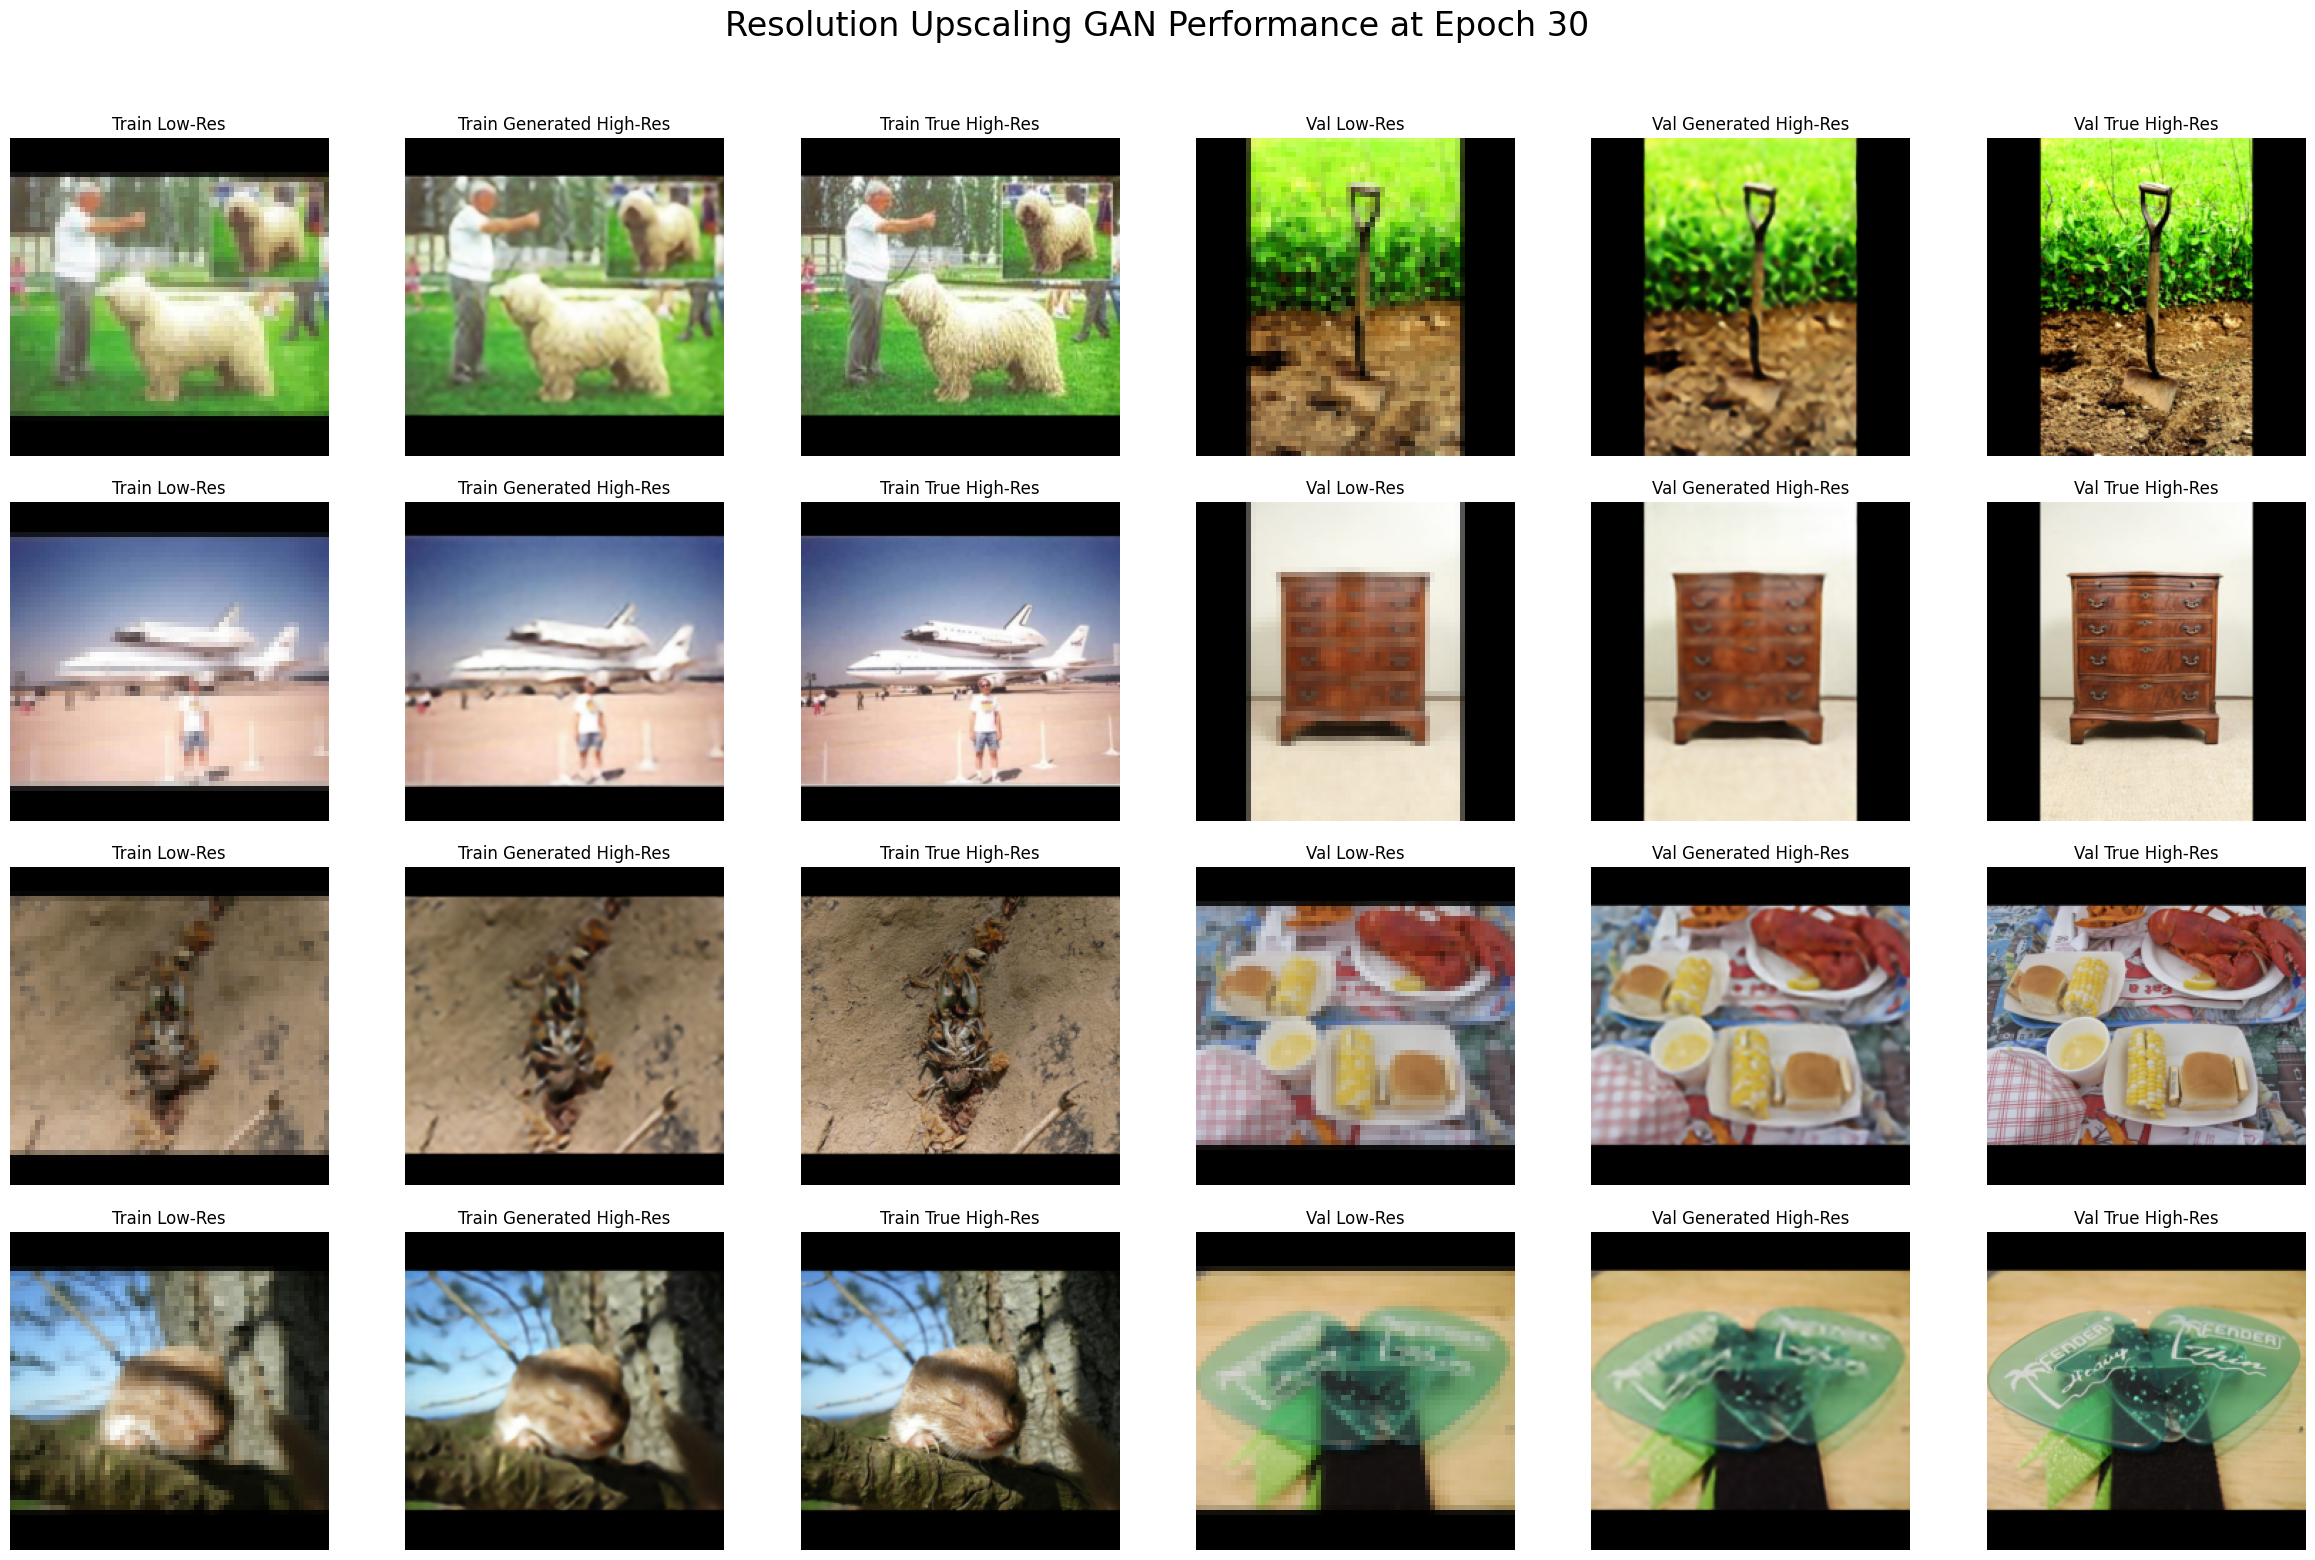 Resolution Upscaling GAN Performance at Epoch 30
Train Low-Res
Train Generated High-Res
Train True High-Res
Val Low-Res
Val Generated High-Res
Val True High-Res
Train Low-Res
Train Generated High-Res
Train True High-Res
Val Low-Res
Val Generated High-Res
Val True High-Res
Train Low-Res
Train Generated High-Res
Train True High-Res
Val Low-Res
Val Generated High-Res
Val True High-Res
Eat a
Train Low-Res
Train Generated High-Res
Train True High-Res
Val Low-Res
Val Generated High-Res
Val True High-Res
FENDER
Heavy
FENDER
Thin